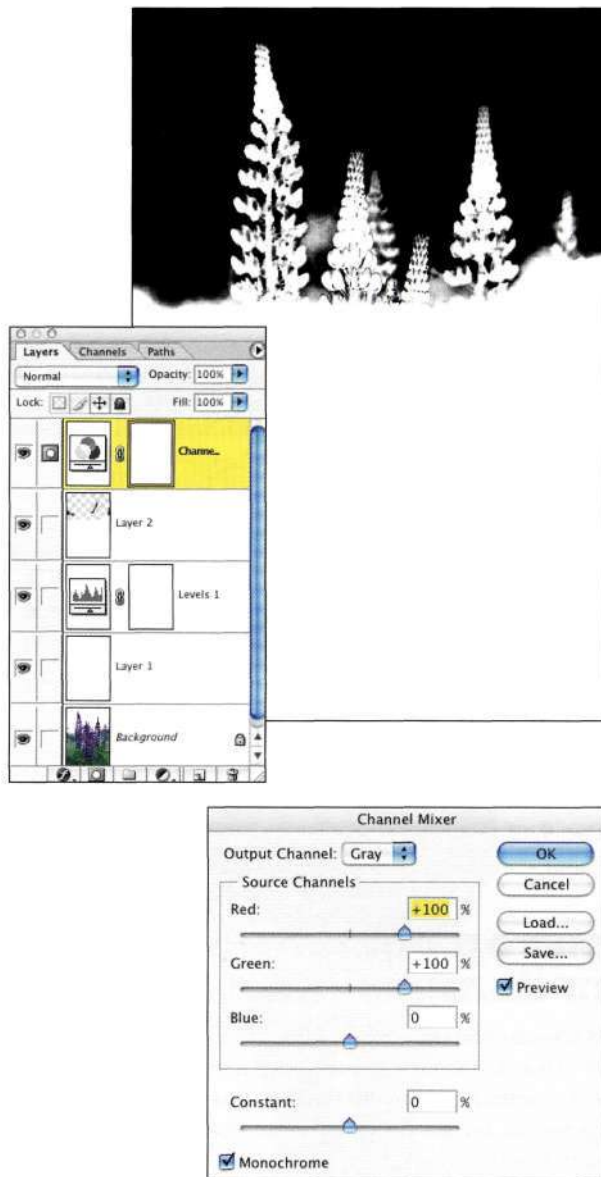 Layers Channels Paths
Normal Opacity: 100%
Lock: Fill: 100%
Channe...
Layer 2
Levels 1
Layer 1
Background
Channel Mixer
Output Channel: Gray OK
Source Channels Cancel
Red: +100 % Load...
Green: +100 % Save...
Preview
Blue: 0 %
Constant: 0 %
Monochrome